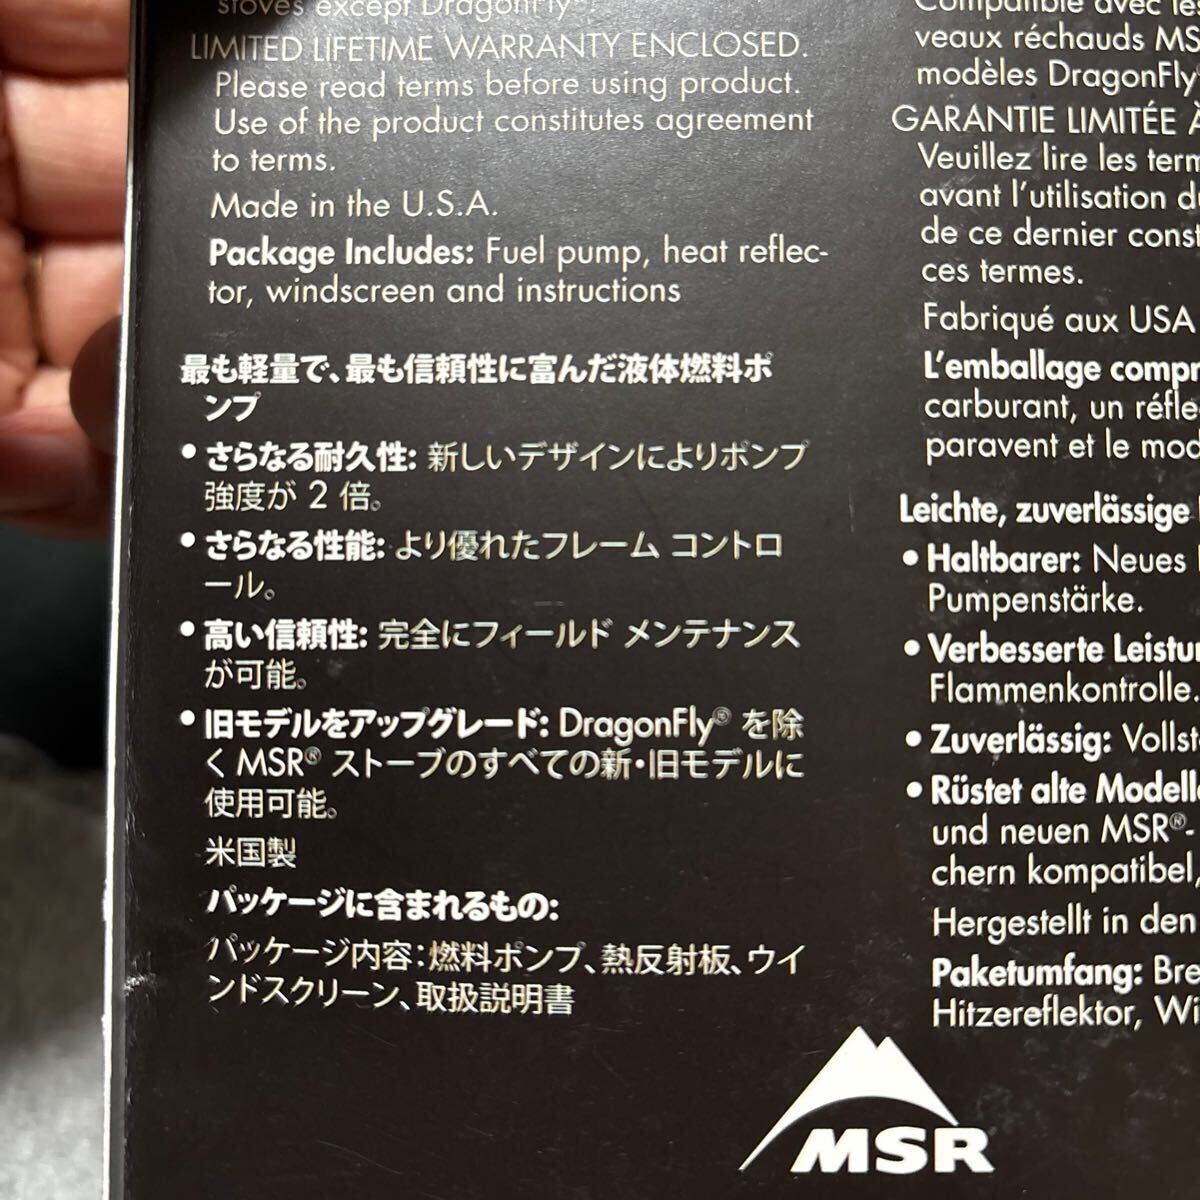 stoves except DragonFly®.
LIMITED LIFETIME WARRANTY ENCLOSED.
Please read terms before using product.
Use of the product constitutes agreement
to terms.
Made in the U.S.A.
Package Includes: Fuel pump, heat reflec-
tor, windscreen and instructions
最も軽量で、最も信頼性に富んだ液体燃料ポ
ンプ
• さらなる耐久性: 新しいデザインによりポンプ
強度が 2 倍。
• さらなる性能: より優れたフレーム コントロ
ール。
• 高い信頼性: 完全にフィールド メンテナンス
が可能。
• 旧モデルをアップグレード: DragonFly® を除
く MSR® ストーブのすべての新・旧モデルに
使用可能。
米国製
パッケージに含まれるもの:
パッケージ内容：燃料ポンプ、熱反射板、ウイ
ンドスクリーン、取扱説明書
Compatible avec les
veaux réchauds MS
modèles DragonFly®
GARANTIE LIMITÉE À
Veuillez lire les term
avant l'utilisation du
de ce dernier const
ces termes.
Fabriqué aux USA
L'emballage compr
carburant, un réfle
paravent et le mod
Leichte, zuverlässige
• Haltbarer: Neues
Pumpenstärke.
• Verbesserte Leistu
Flammenkontrolle.
• Zuverlässig: Vollst
• Rüstet alte Modelle
und neuen MSR®-
chern kompatibel,
Hergestellt in den
Paketumfang: Bre
Hitzereflektor, Wi
MSR